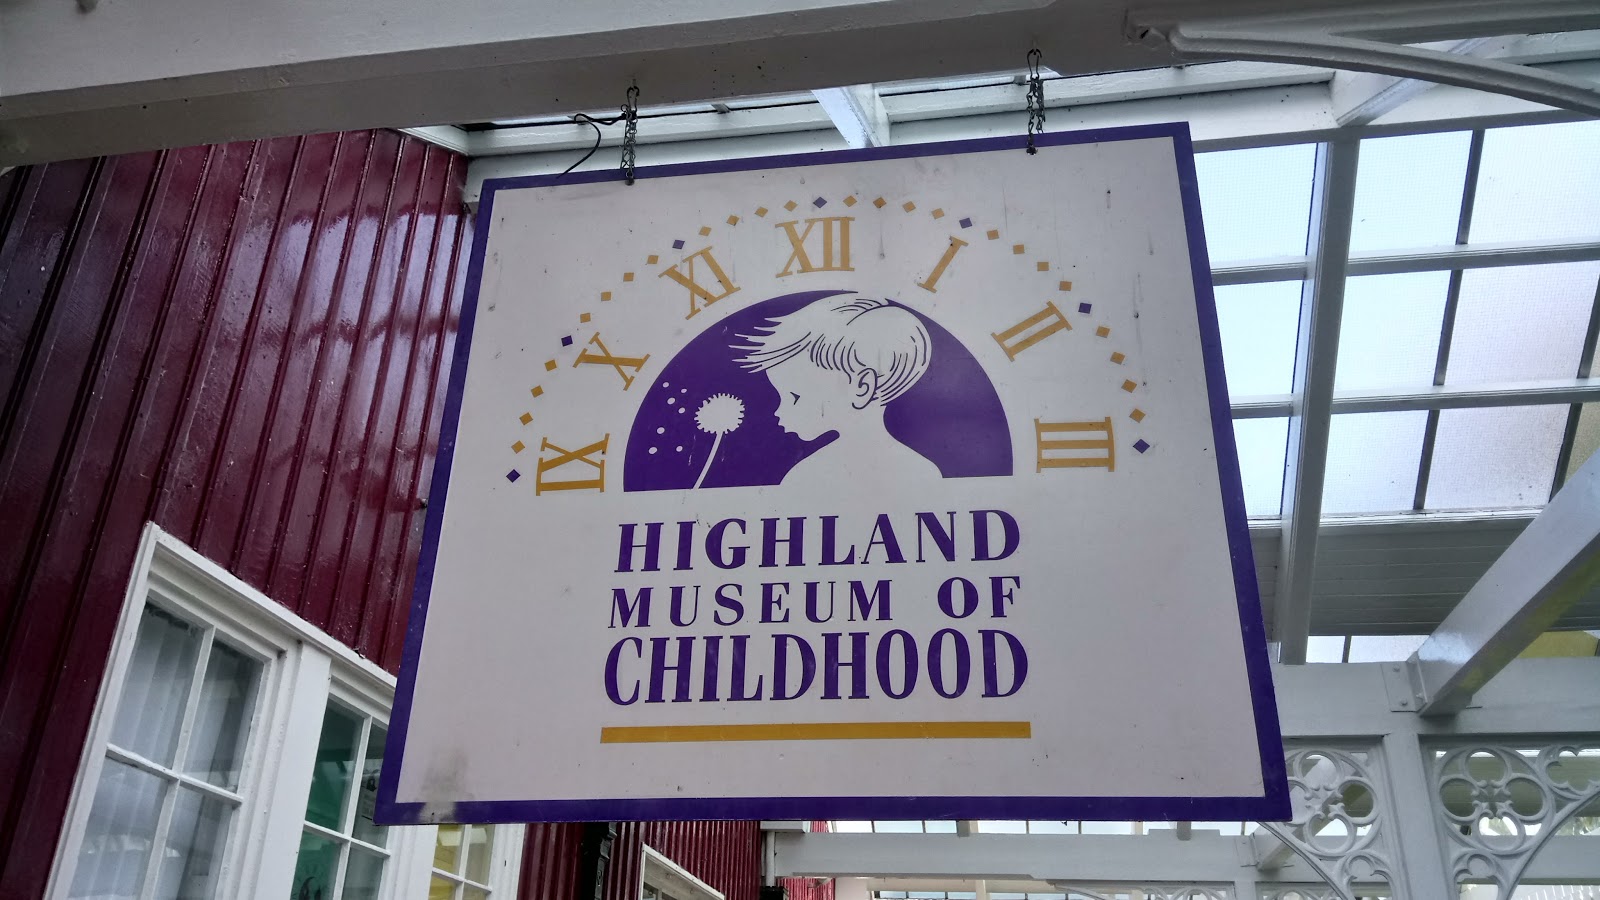 IX X XI XII I II III
HIGHLAND
MUSEUM OF
CHILDHOOD